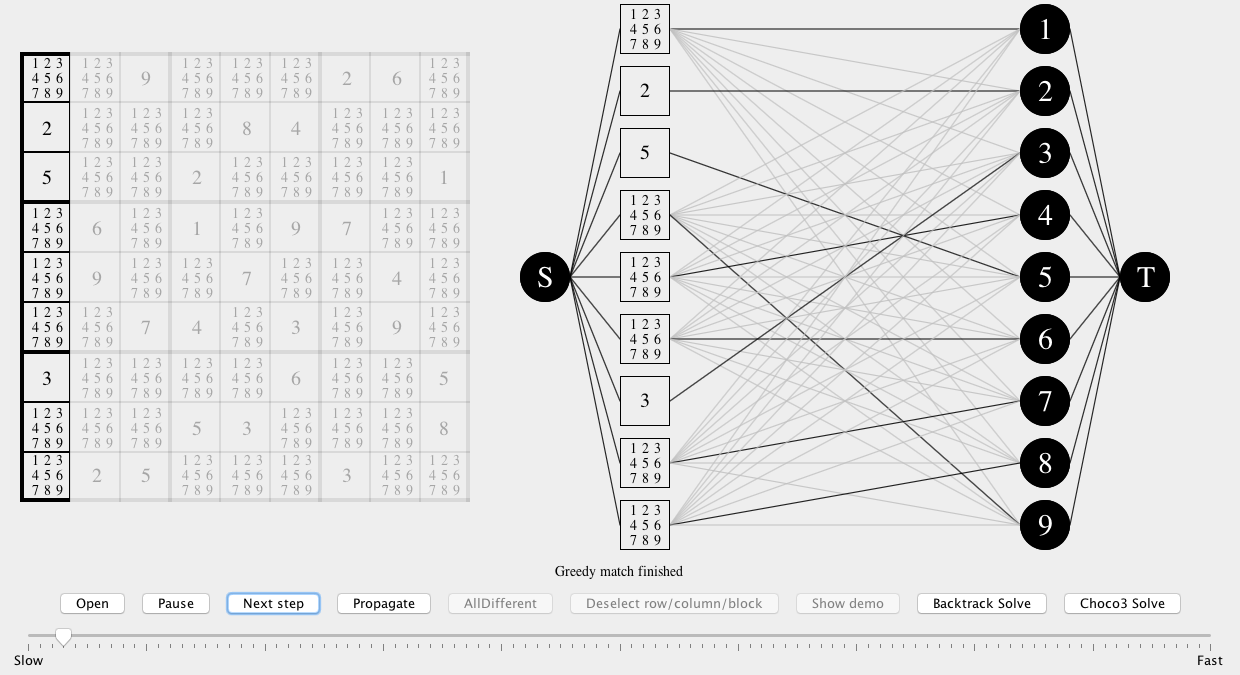 1 2 3 1 2 3 1 2 3 1 2 3 1 2 3 1 2 3
4 5 6 4 5 6 9 4 5 6 4 5 6 4 5 6 2 6 4 5 6
7 8 9 7 8 9 7 8 9 7 8 9 7 8 9 7 8 9
1 2 3 1 2 3 1 2 3 1 2 3 1 2 3 1 2 3
2 4 5 6 4 5 6 4 5 6 8 4 4 5 6 4 5 6 4 5 6
7 8 9 7 8 9 7 8 9 7 8 9 7 8 9 7 8 9
1 2 3 1 2 3 1 2 3 1 2 3 1 2 3 1 2 3
5 4 5 6 4 5 6 2 4 5 6 4 5 6 4 5 6 4 5 6 1
7 8 9 7 8 9 7 8 9 7 8 9 7 8 9 7 8 9
1 2 3 1 2 3 1 2 3 1 2 3 1 2 3
4 5 6 6 4 5 6 1 4 5 6 9 7 4 5 6 4 5 6
7 8 9 7 8 9 7 8 9 7 8 9 7 8 9
1 2 3 1 2 3 1 2 3 1 2 3 1 2 3 1 2 3
4 5 6 9 4 5 6 4 5 6 7 4 5 6 4 5 6 4 4 5 6
7 8 9 7 8 9 7 8 9 7 8 9 7 8 9 7 8 9
1 2 3 1 2 3 1 2 3 1 2 3 1 2 3
4 5 6 4 5 6 7 4 4 5 6 3 4 5 6 9 4 5 6
7 8 9 7 8 9 7 8 9 7 8 9 7 8 9
1 2 3 1 2 3 1 2 3 1 2 3 1 2 3 1 2 3
3 4 5 6 4 5 6 4 5 6 4 5 6 6 4 5 6 4 5 6 5
7 8 9 7 8 9 7 8 9 7 8 9 7 8 9 7 8 9
1 2 3 1 2 3 1 2 3 1 2 3 1 2 3 1 2 3
4 5 6 4 5 6 4 5 6 5 3 4 5 6 4 5 6 4 5 6 8
7 8 9 7 8 9 7 8 9 7 8 9 7 8 9 7 8 9
1 2 3 1 2 3 1 2 3 1 2 3 1 2 3 1 2 3
4 5 6 2 5 4 5 6 4 5 6 4 5 6 3 4 5 6 4 5 6
7 8 9 7 8 9 7 8 9 7 8 9 7 8 9 7 8 9
S
1 2 3
4 5 6
7 8 9
2
5
1 2 3
4 5 6
7 8 9
1 2 3
4 5 6
7 8 9
1 2 3
4 5 6
7 8 9
3
1 2 3
4 5 6
7 8 9
1 2 3
4 5 6
7 8 9
1
2
3
4
5
6
7
8
9
T
Greedy match finished
Open Pause Next step Propagate AllDifferent Deselect row/column/block Show demo Backtrack Solve Choco3 Solve
Slow Fast